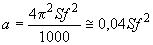 a = 4π²Sf² / 1000 ≅ 0,04Sf²